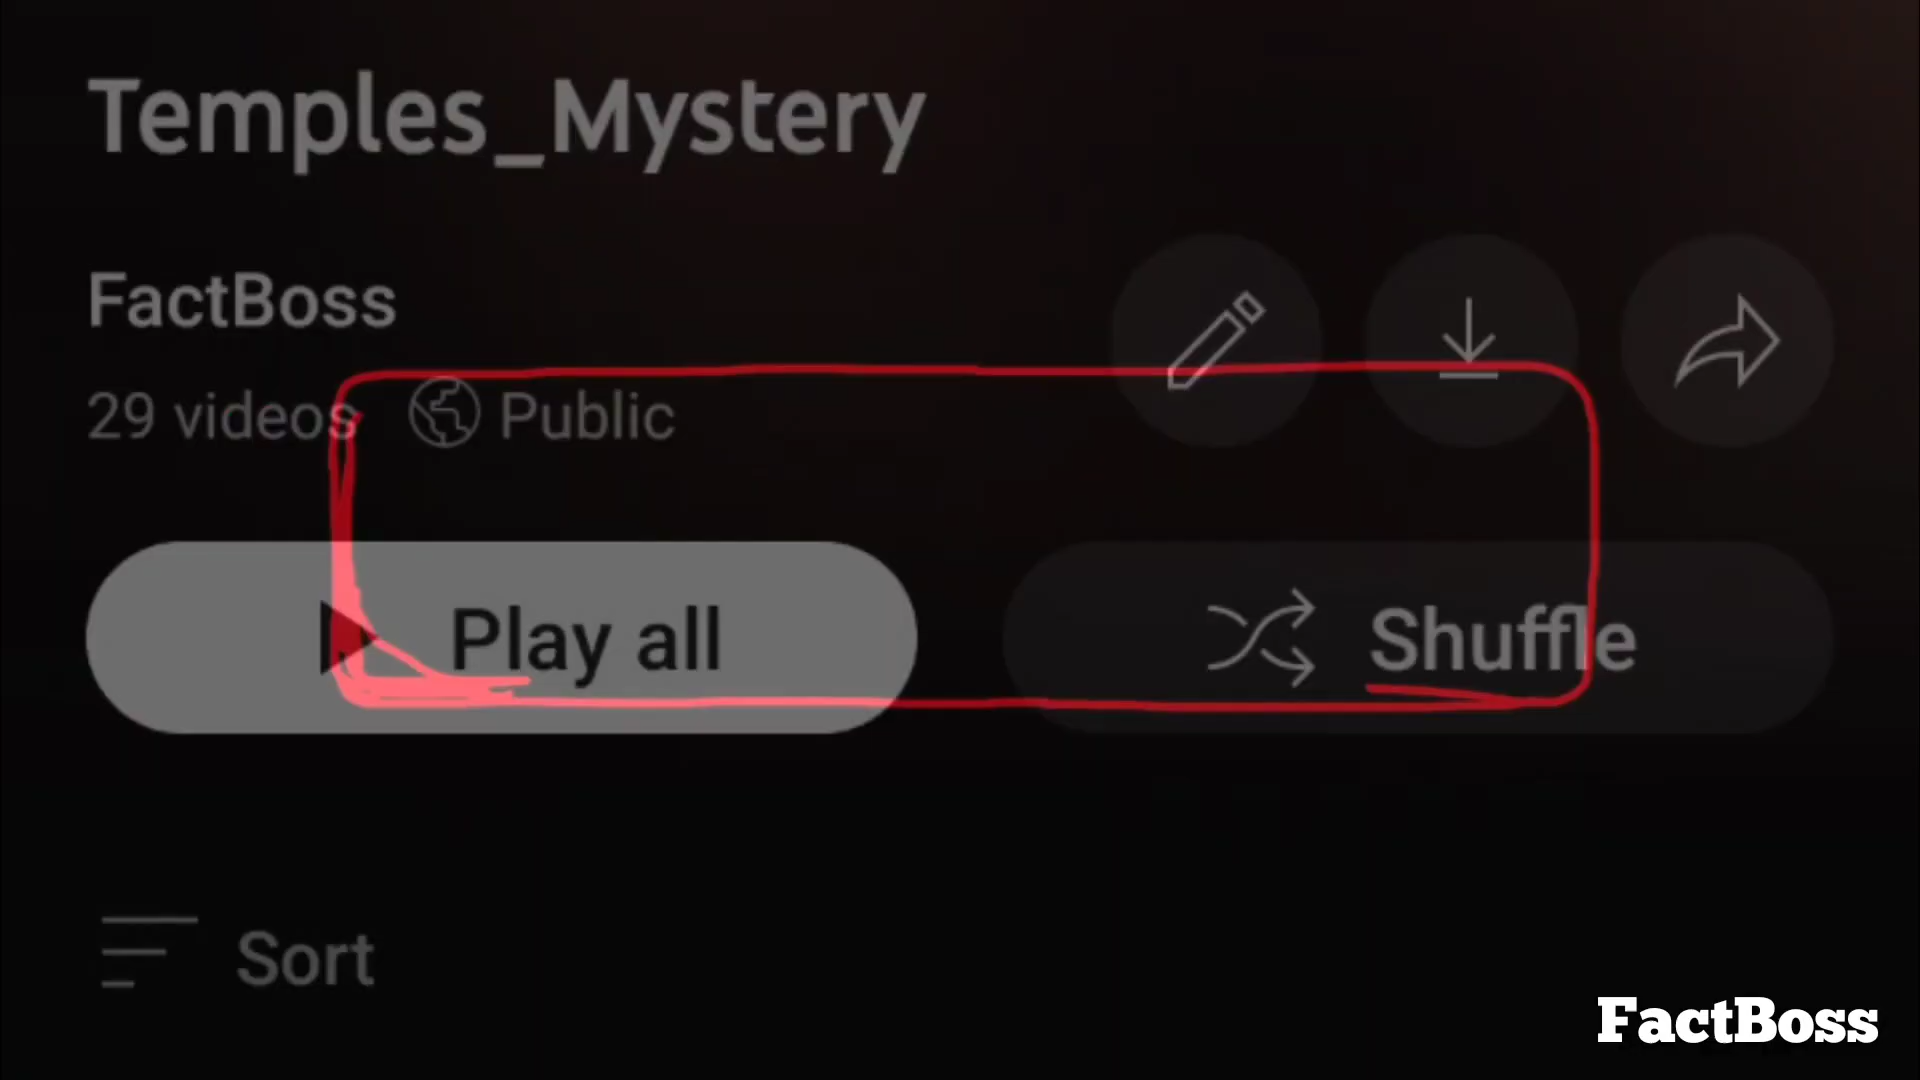 Temples_Mystery
FactBoss
29 videos Public
Play all
Shuffle
Sort
FactBoss